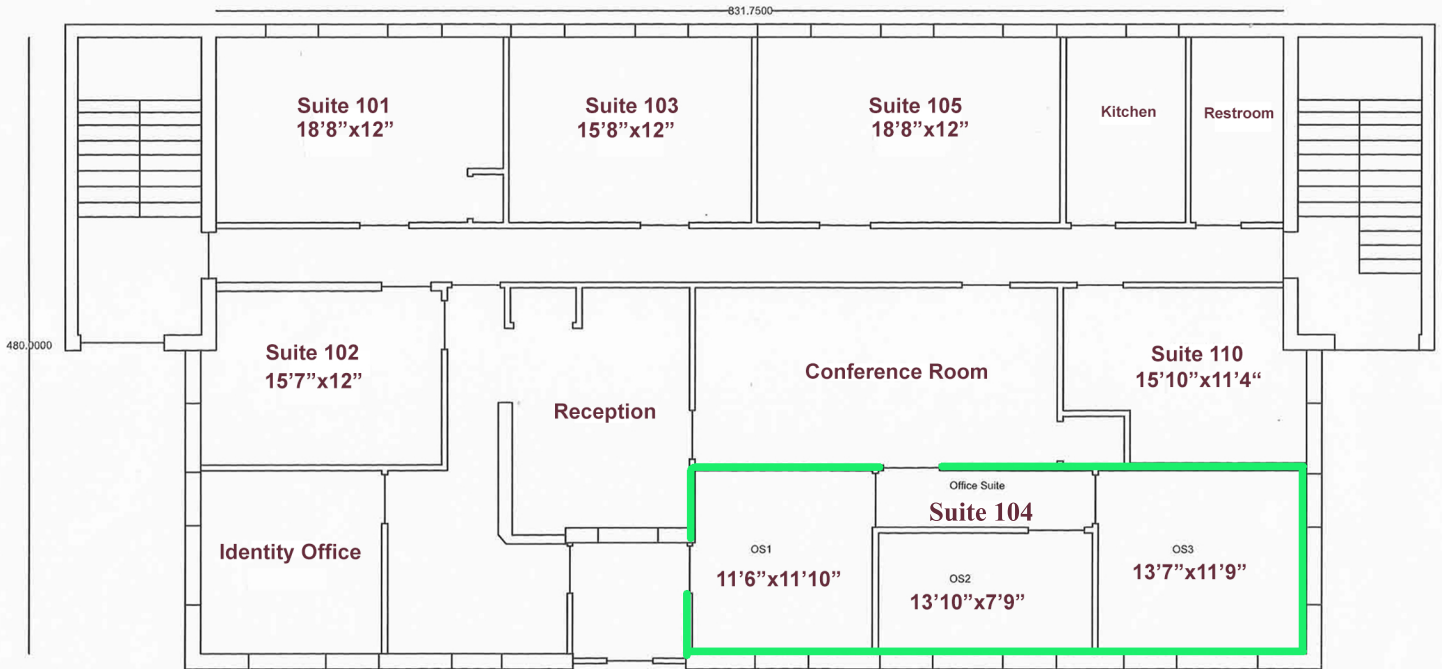 831.7500
Suite 101
18’8”x12”
Suite 103
15’8”x12”
Suite 105
18’8”x12”
Kitchen
Restroom
480.0000
Suite 102
15’7”x12”
Reception
Conference Room
Suite 110
15’10”x11’4“
Office Suite
Suite 104
Identity Office
OS1
11’6”x11’10”
OS2
13’10”x7’9”
OS3
13’7”x11’9”